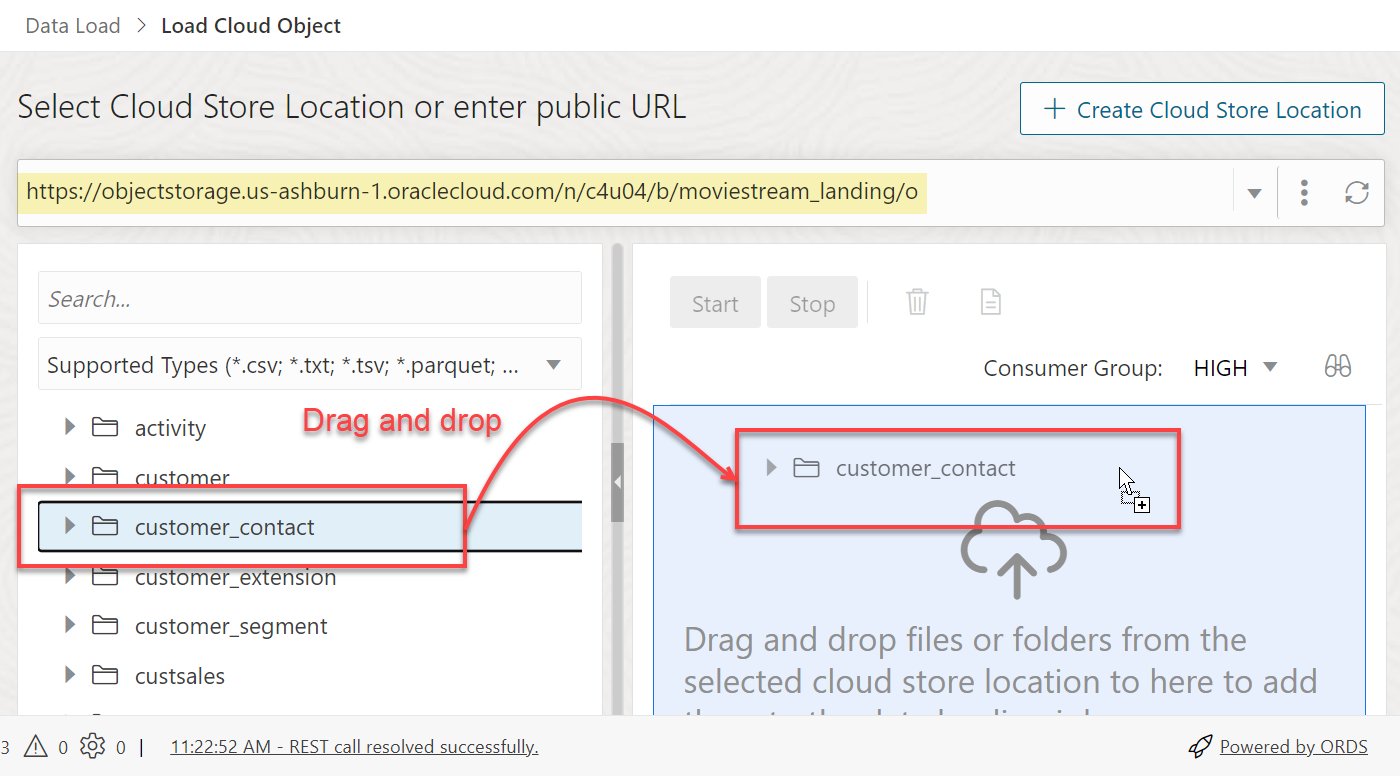 Data Load > Load Cloud Object
Select Cloud Store Location or enter public URL
+ Create Cloud Store Location
https://objectstorage.us-ashburn-1.oraclecloud.com/n/c4u04/b/moviestream_landing/o
Search...
Supported Types (*.csv; *.txt; *.tsv; *.parquet; ...
activity
customer
customer_contact
customer_extension
customer_segment
custsales
Drag and drop
Start
Stop
Consumer Group: HIGH
customer_contact
Drag and drop files or folders from the
selected cloud store location to here to add
3 0 0 | 11:22:52 AM - REST call resolved successfully.
Powered by ORDS